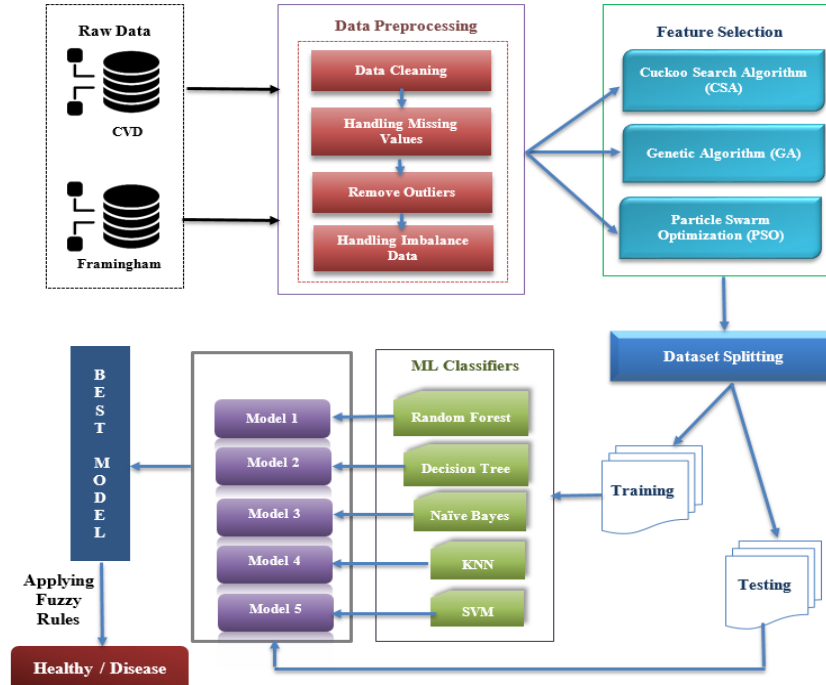 Raw Data
CVD
Framingham
Data Preprocessing
Data Cleaning
Handling Missing
Values
Remove Outliers
Handling Imbalance
Data
Feature Selection
Cuckoo Search Algorithm
(CSA)
Genetic Algorithm (GA)
Particle Swarm
Optimization (PSO)
Dataset Splitting
Training
Testing
ML Classifiers
Random Forest
Decision Tree
Naïve Bayes
KNN
SVM
Model 1
Model 2
Model 3
Model 4
Model 5
BEST MODEL
Applying
Fuzzy
Rules
Healthy / Disease